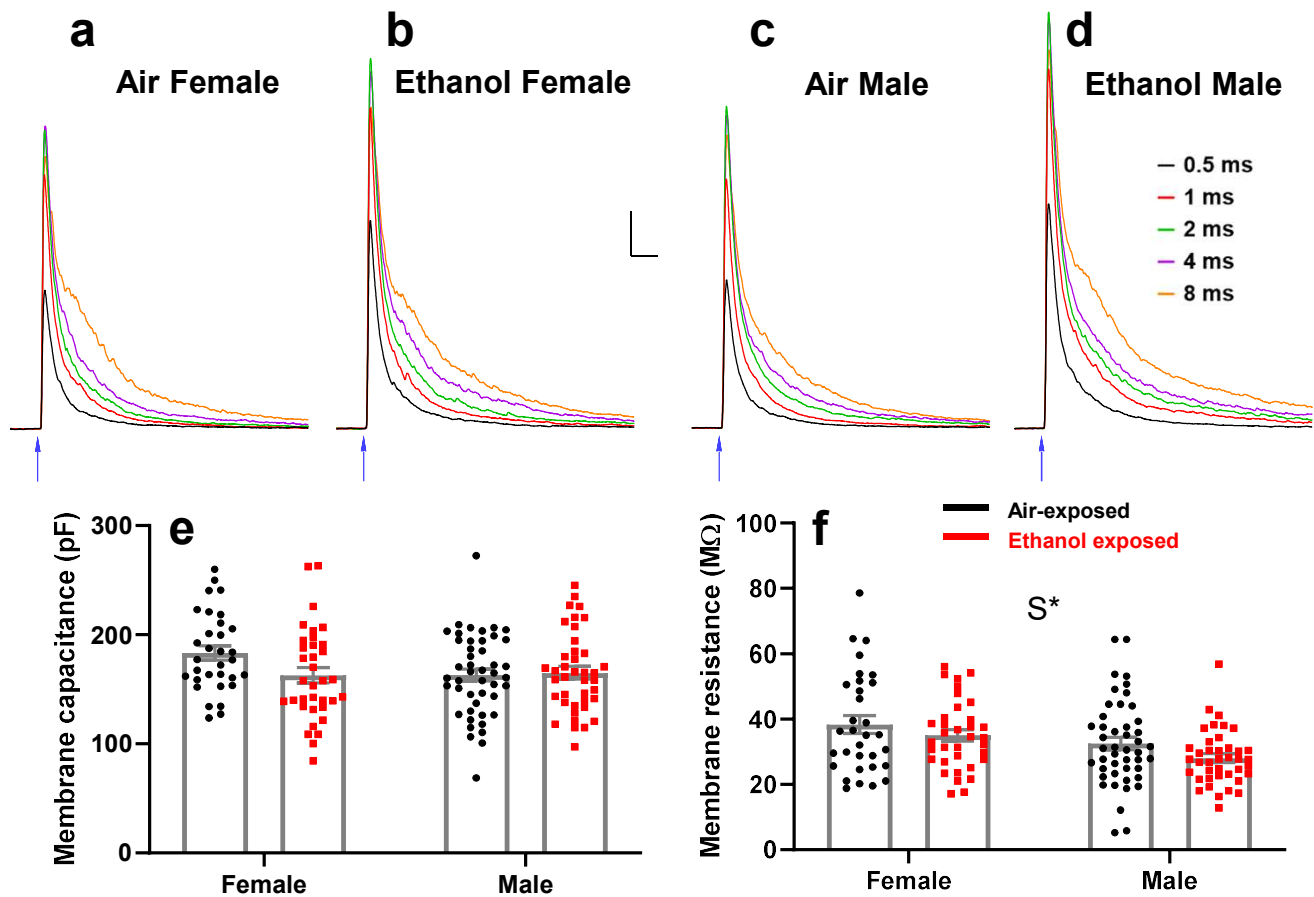 a
b
c
d
Air Female
Ethanol Female
Air Male
Ethanol Male
0.5 ms
1 ms
2 ms
4 ms
8 ms
e
Membrane capacitance (pF)
300
200
100
0
Female
Male
f
Air-exposed
Ethanol exposed
S*
Membrane resistance (MΩ)
100
80
60
40
20
0
Female
Male